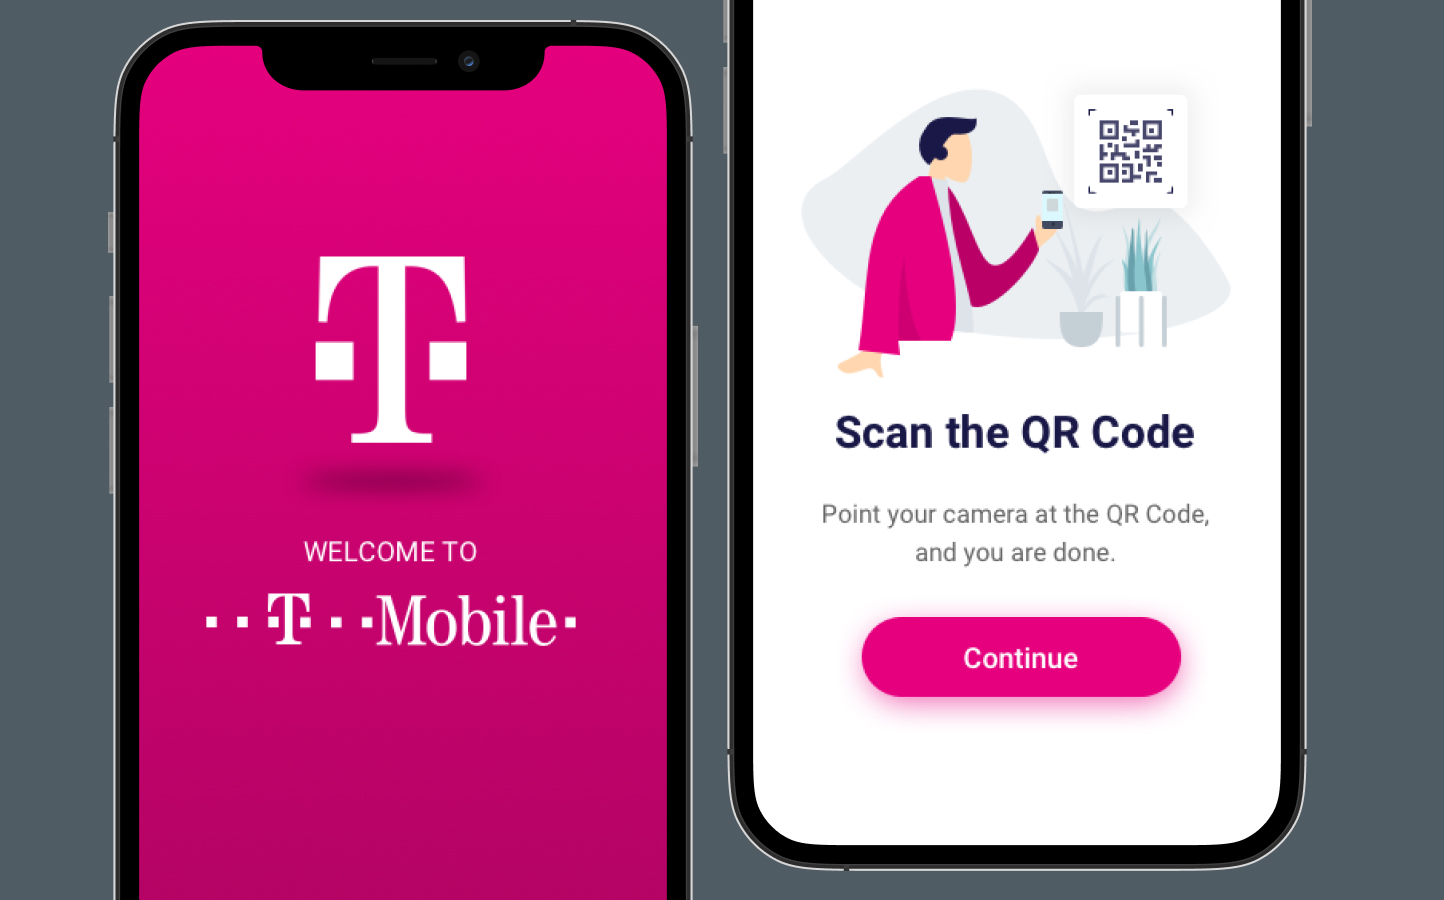 T
WELCOME TO
T Mobile
Scan the QR Code
Point your camera at the QR Code,
and you are done.
Continue